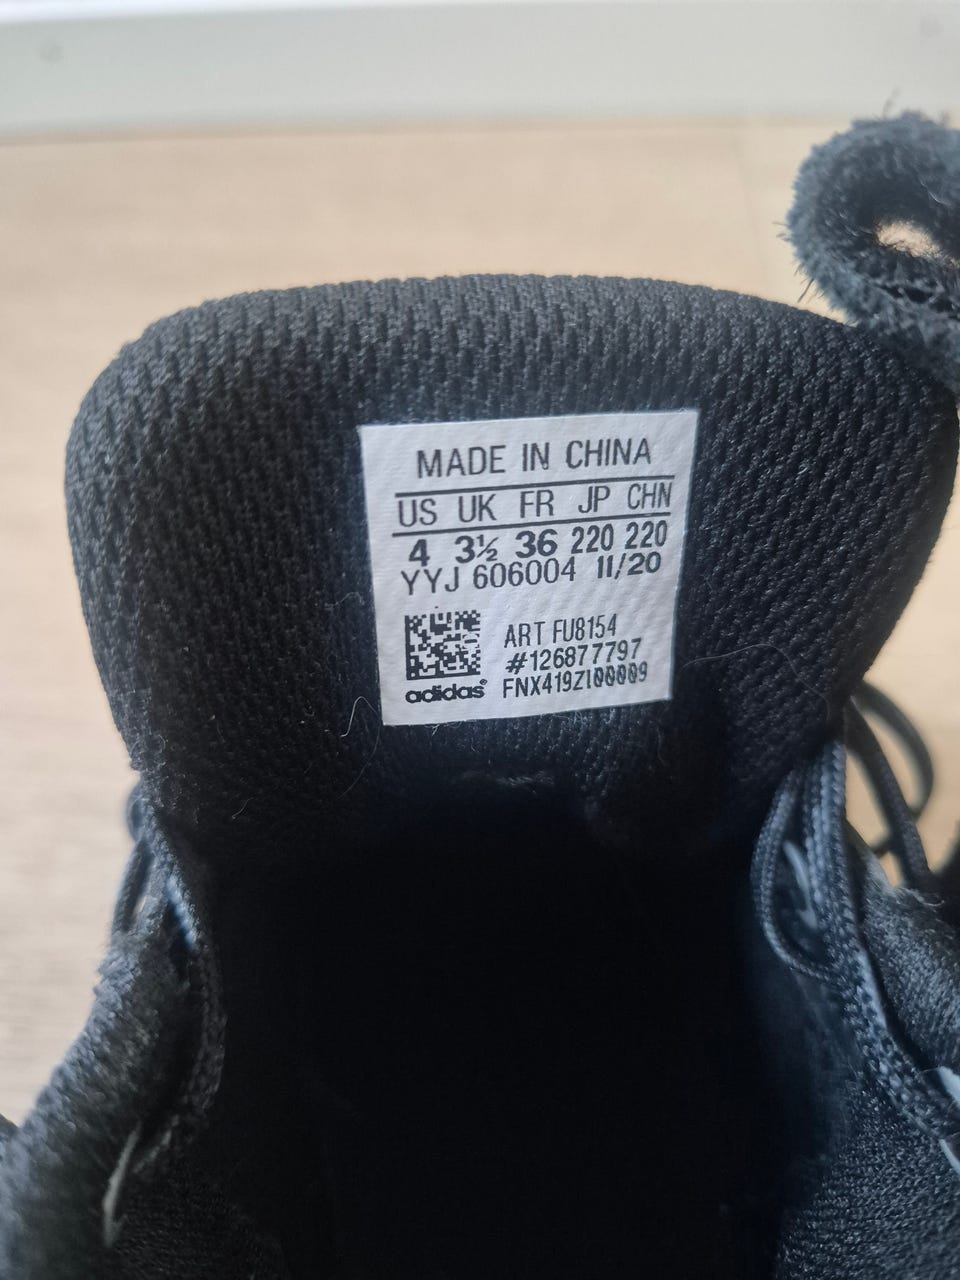 MADE IN CHINA
US UK FR JP CHN
4 3½ 36 220 220
YYJ 606004 11/20
ART FU8154
#126877797
FNX419Z100009
adidas